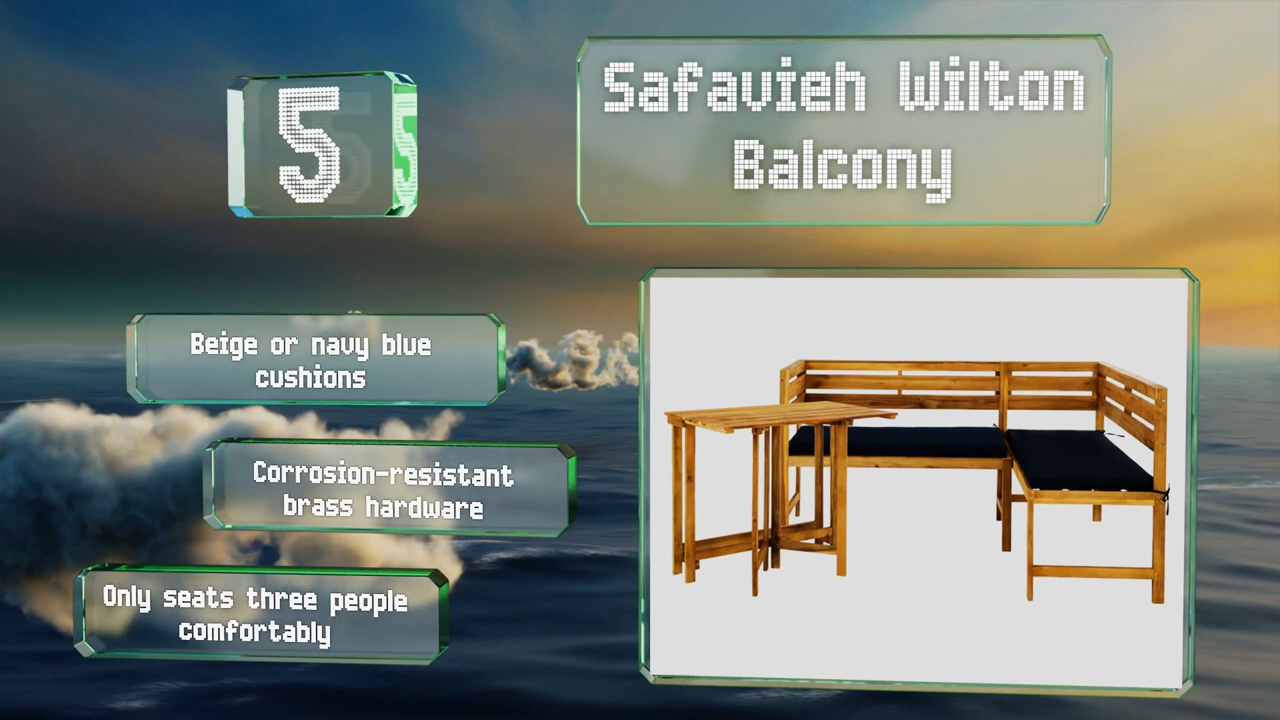 5
Safavieh Wilton
Balcony
Beige or navy blue
cushions
Corrosion-resistant
brass hardware
Only seats three people
comfortably